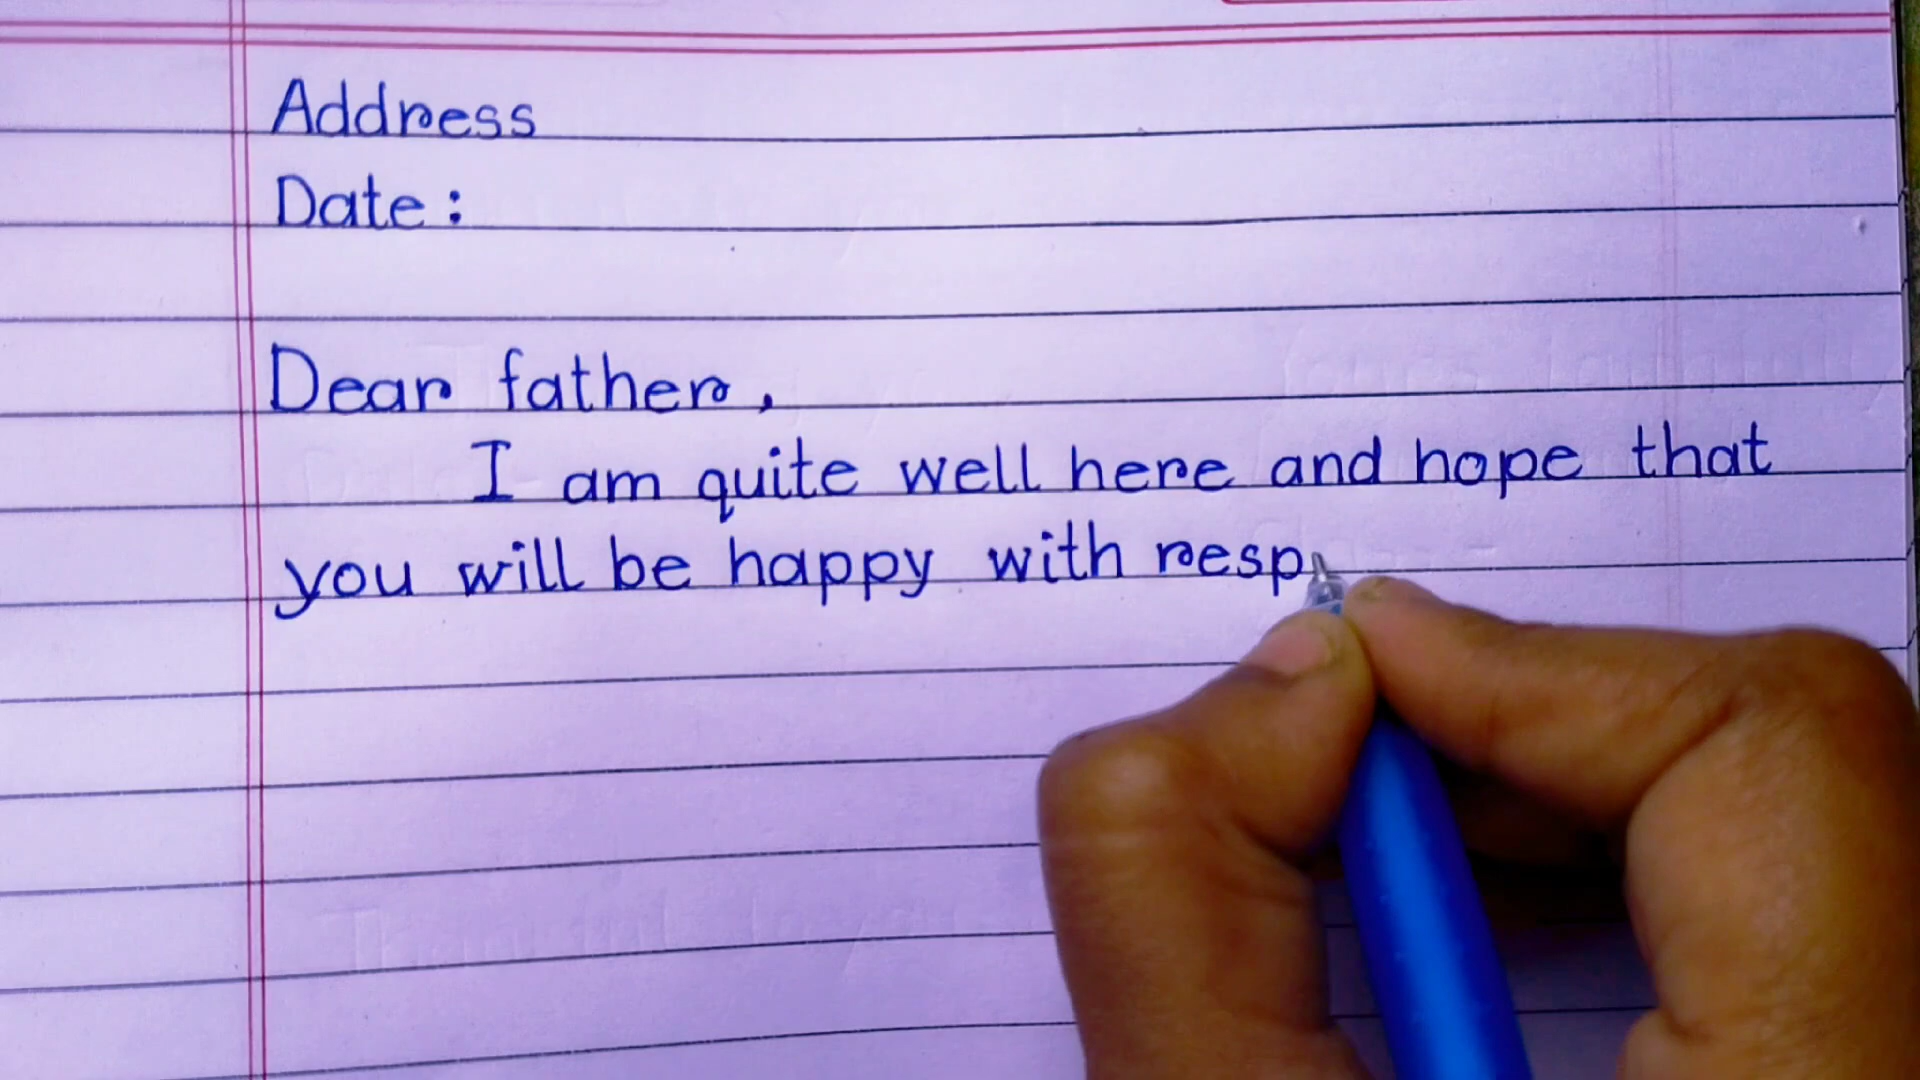 Address
Date:
Dear father,
I am quite well here and hope that
you will be happy with resp